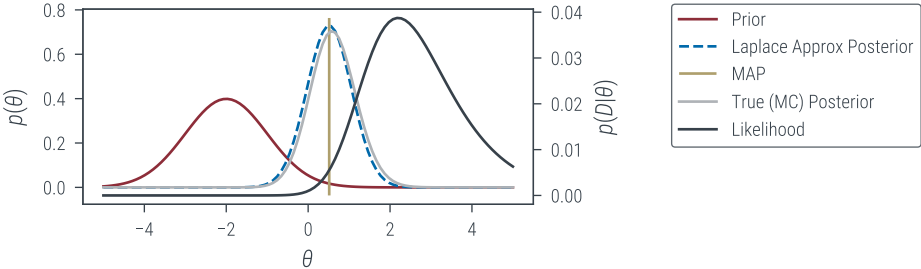 0.8
0.6
0.4
0.2
0.0
p(θ)
−4
−2
0
2
4
θ
0.04
0.03
0.02
0.01
0.00
p(D|θ)
Prior
Laplace Approx Posterior
MAP
True (MC) Posterior
Likelihood